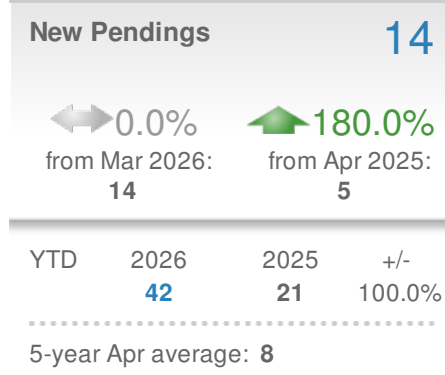 New Pendings 14
0.0% 180.0%
from Mar 2026: from Apr 2025:
14 5
YTD 2026 2025 +/-
42 21 100.0%
5-year Apr average: 8